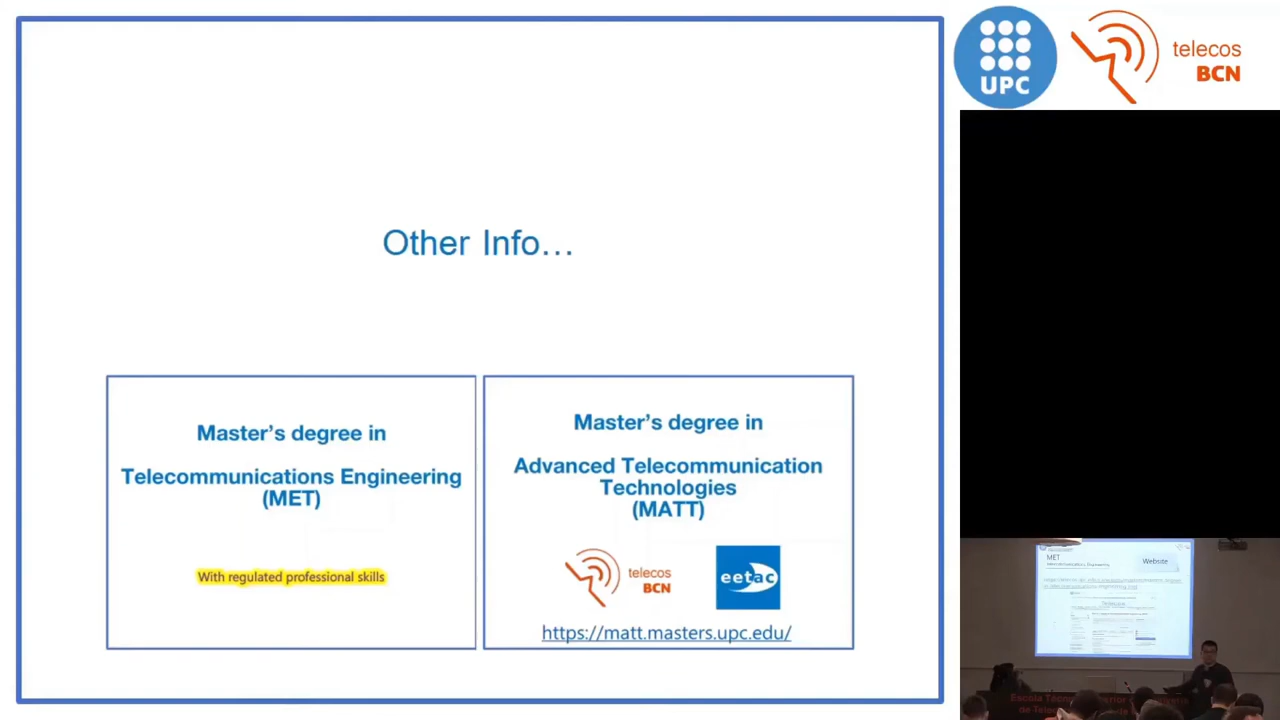 Other Info…
Master's degree in
Telecommunications Engineering
(MET)
With regulated professional skills
Master's degree in
Advanced Telecommunication
Technologies
(MATT)
telecos
BCN
eetac
https://matt.masters.upc.edu/
UPC
telecos
BCN
MET
Website